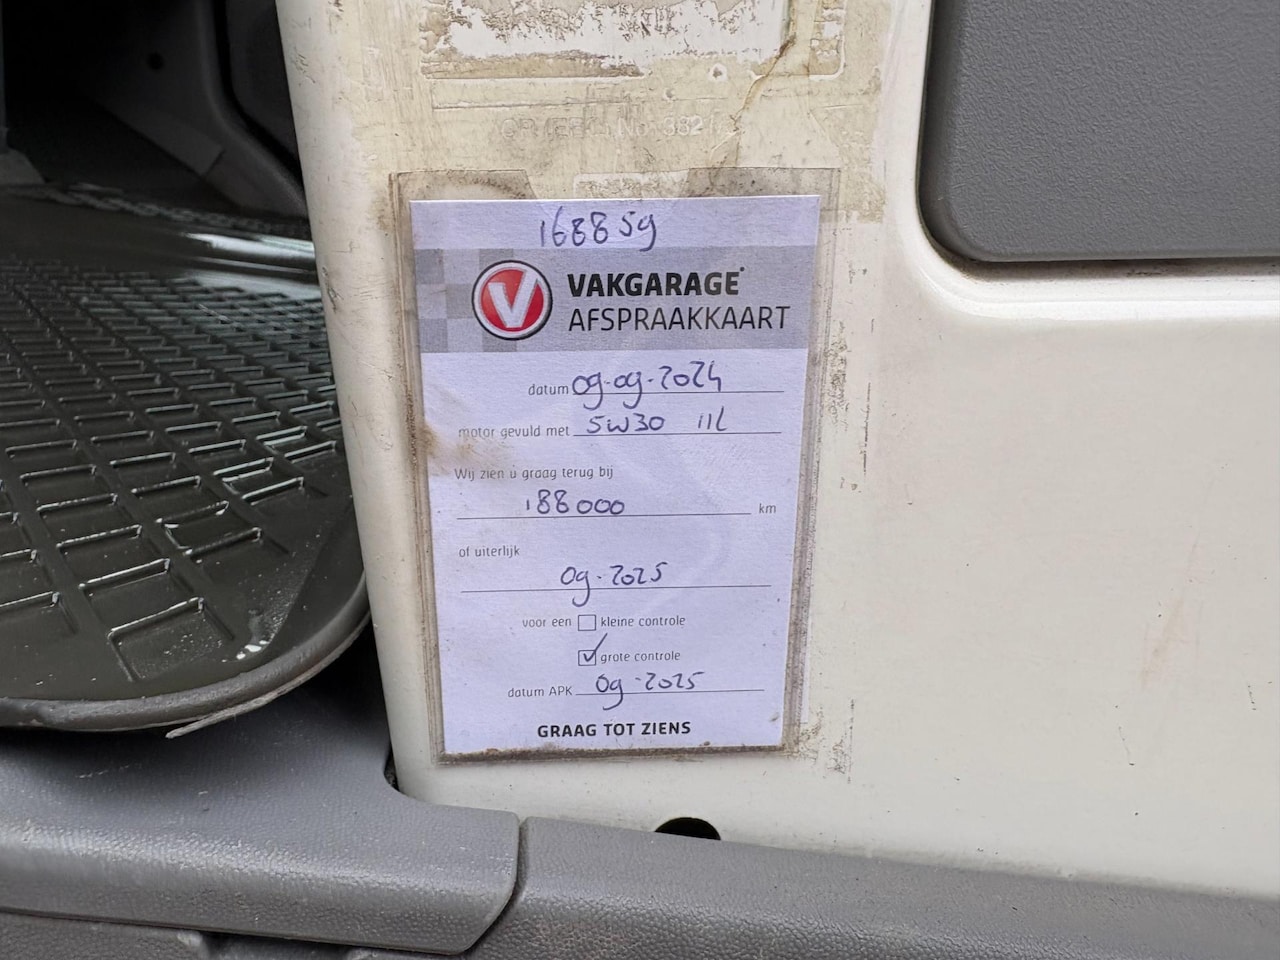 168859
V VAKGARAGE
AFSPRAAKKAART
datum 09-09-2024
motor gevuld met 5W30 11L
Wij zien u graag terug bij
188000 km
of uiterlijk
09-2025
voor een kleine controle
grote controle
datum APK 09-2025
GRAAG TOT ZIENS